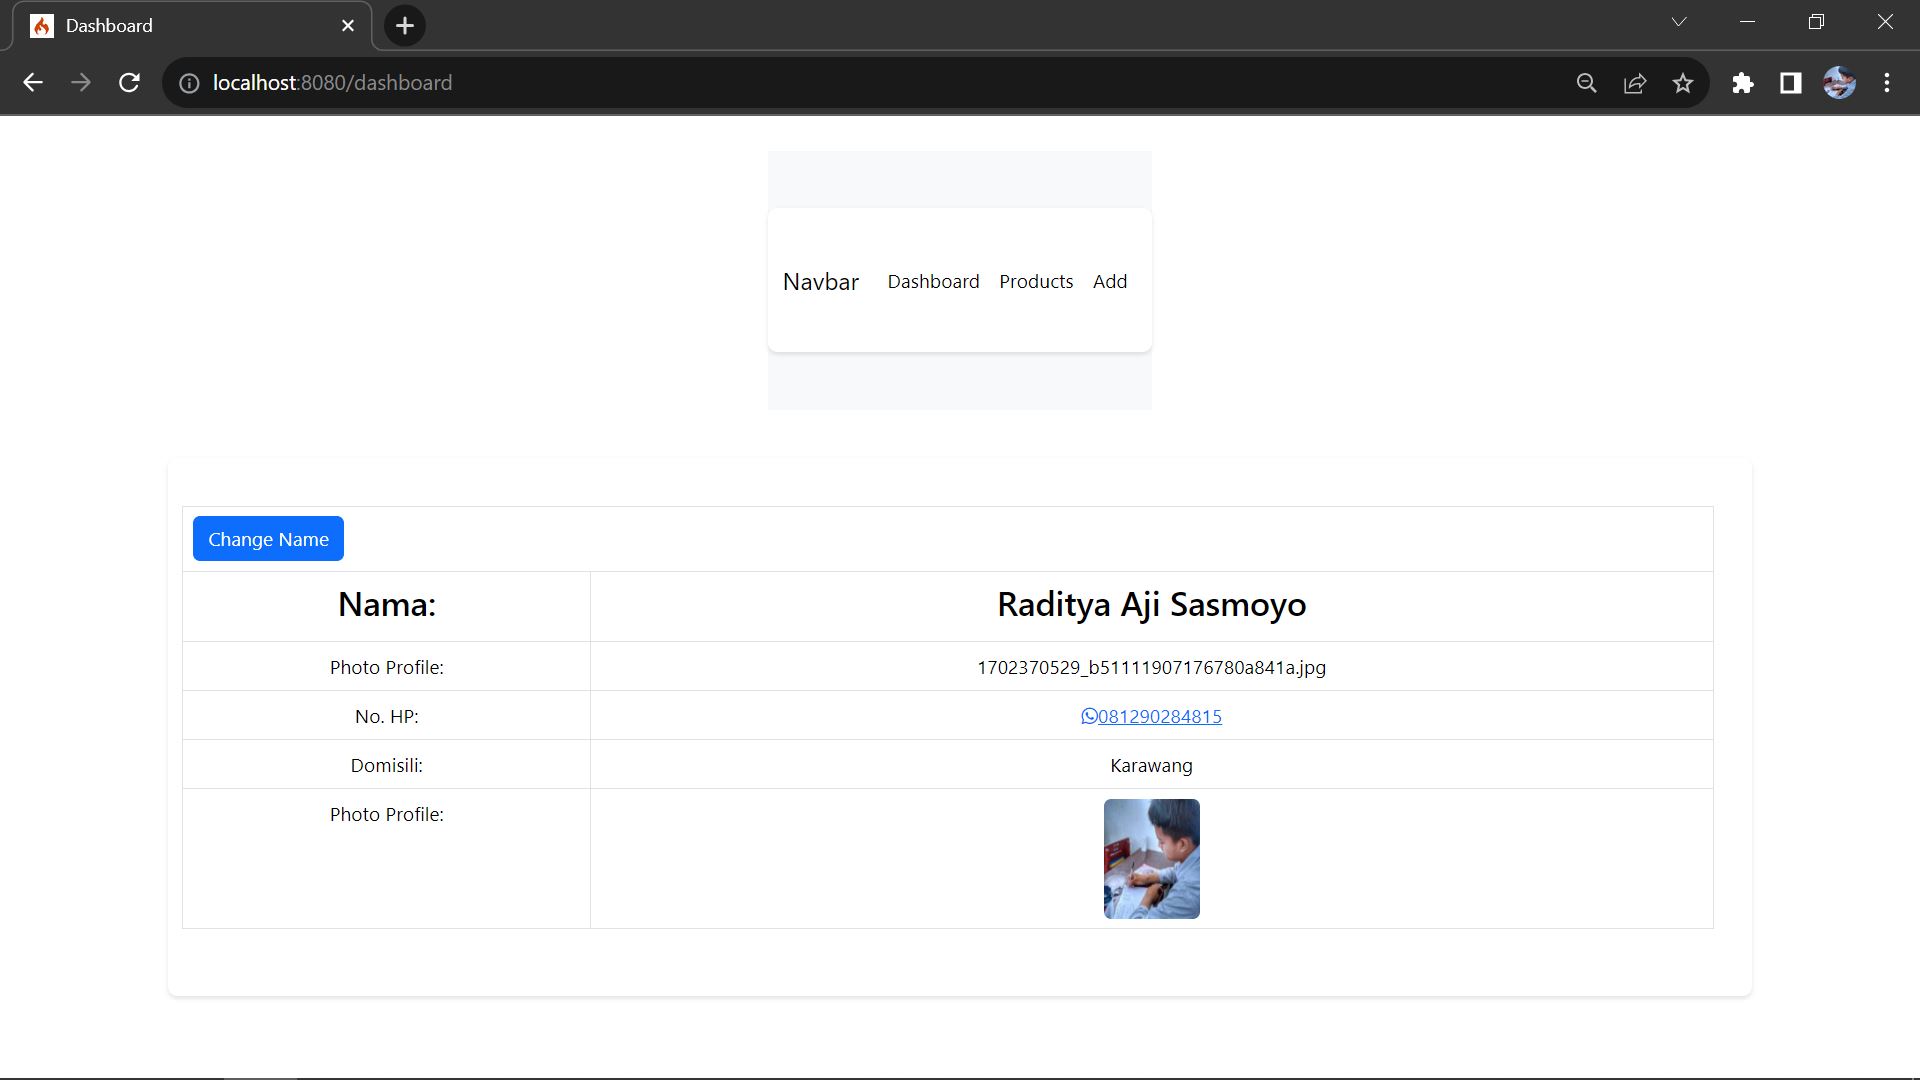 Dashboard
localhost:8080/dashboard
Navbar Dashboard Products Add
Change Name
Nama: Raditya Aji Sasmoyo
Photo Profile: 1702370529_b51111907176780a841a.jpg
No. HP: 081290284815
Domisili: Karawang
Photo Profile: